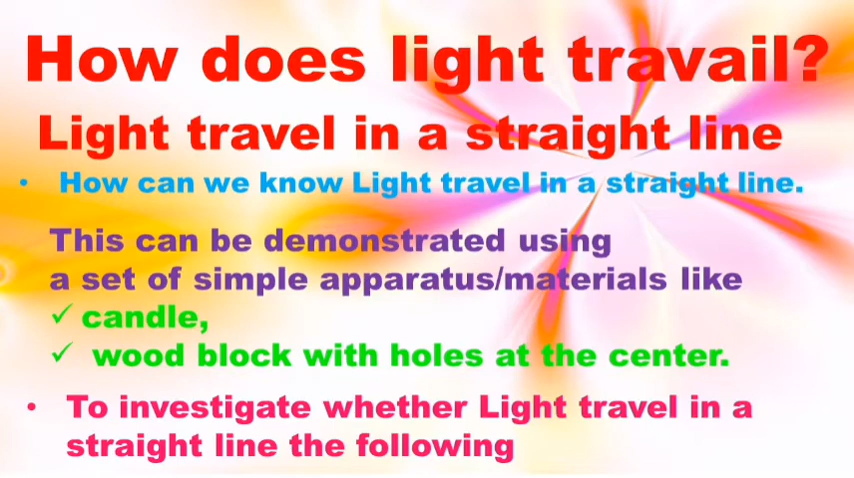 How does light travail?
Light travel in a straight line
• How can we know Light travel in a straight line.
This can be demonstrated using
a set of simple apparatus/materials like
✓ candle,
✓ wood block with holes at the center.
• To investigate whether Light travel in a
straight line the following